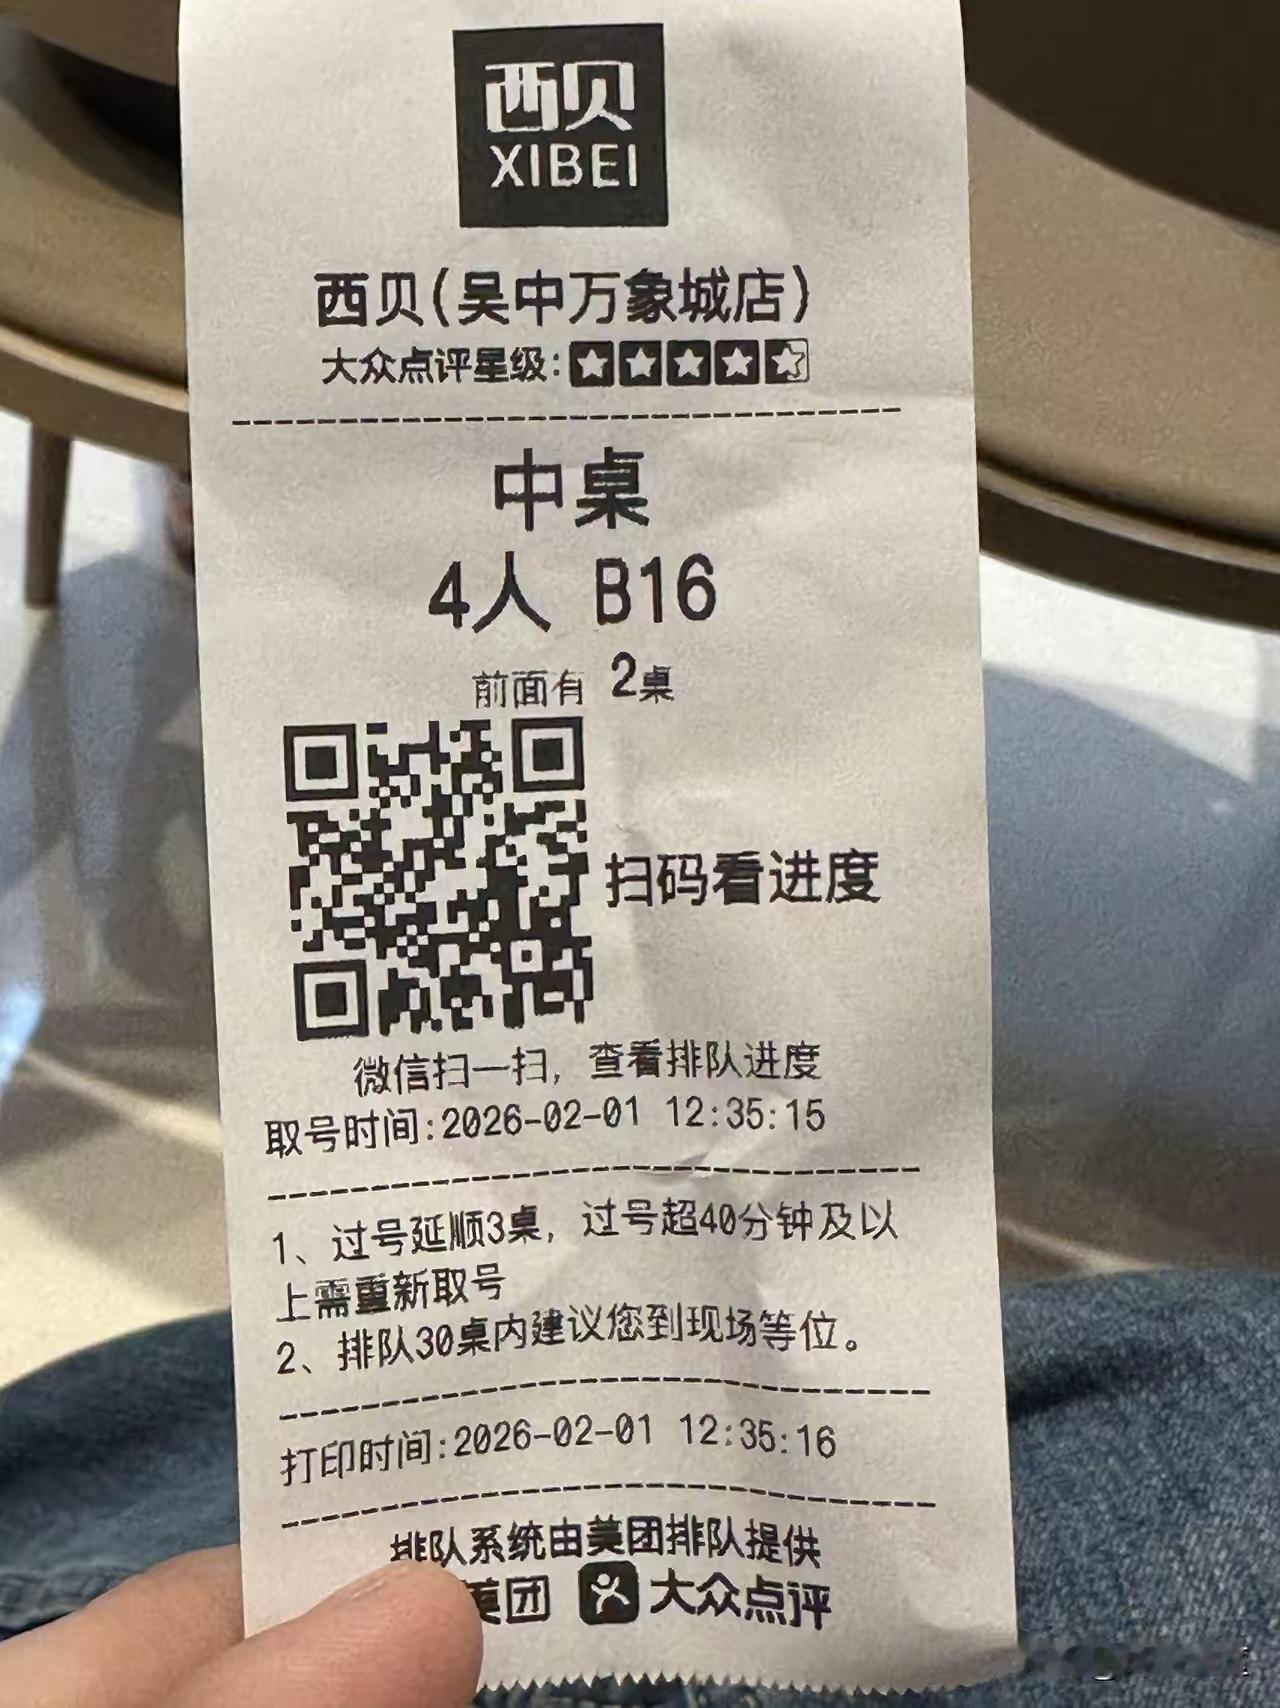 西贝
XIBEI
西贝(吴中万象城店)
大众点评星级:
中桌
4人 B16
前面有 2桌
扫码看进度
微信扫一扫，查看排队进度
取号时间:2026-02-01 12:35:15
1、过号延顺3桌，过号超40分钟及以
上需重新取号
2、排队30桌内建议您到现场等位。
打印时间:2026-02-01 12:35:16
排队系统由美团排队提供
美团 大众点评